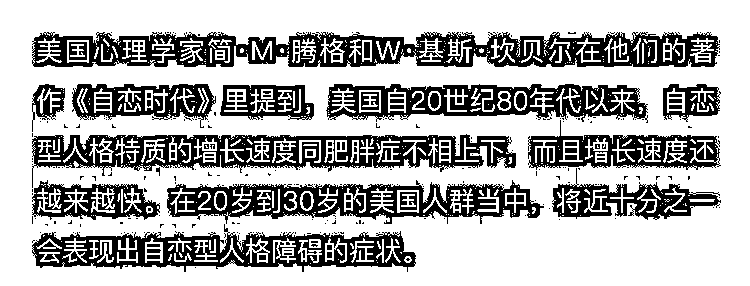 美国心理学家简·M·腾格和W·基斯·坎贝尔在他们的著
作《自恋时代》里提到，美国自20世纪80年代以来，自恋
型人格特质的增长速度同肥胖症不相上下，而且增长速度还
越来越快。在20岁到30岁的美国人群当中，将近十分之一
会表现出自恋型人格障碍的症状。